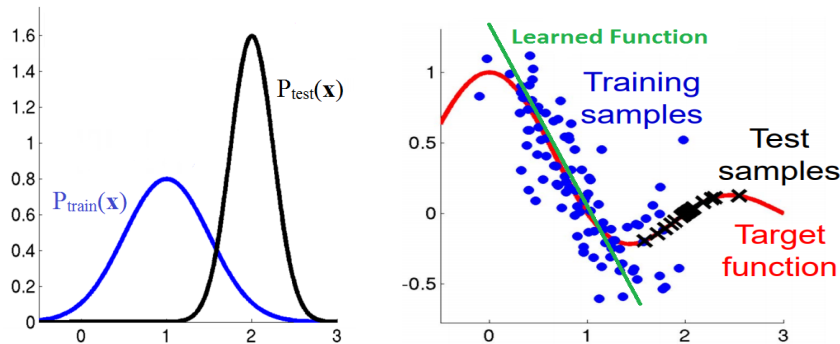 1.6
1.4
1.2
1
0.8
0.6
0.4
0.2
0
0
1
2
3
Ptrain(x)
Ptest(x)
1
0.5
0
-0.5
0
1
2
3
Learned Function
Training
samples
Test
samples
Target
function